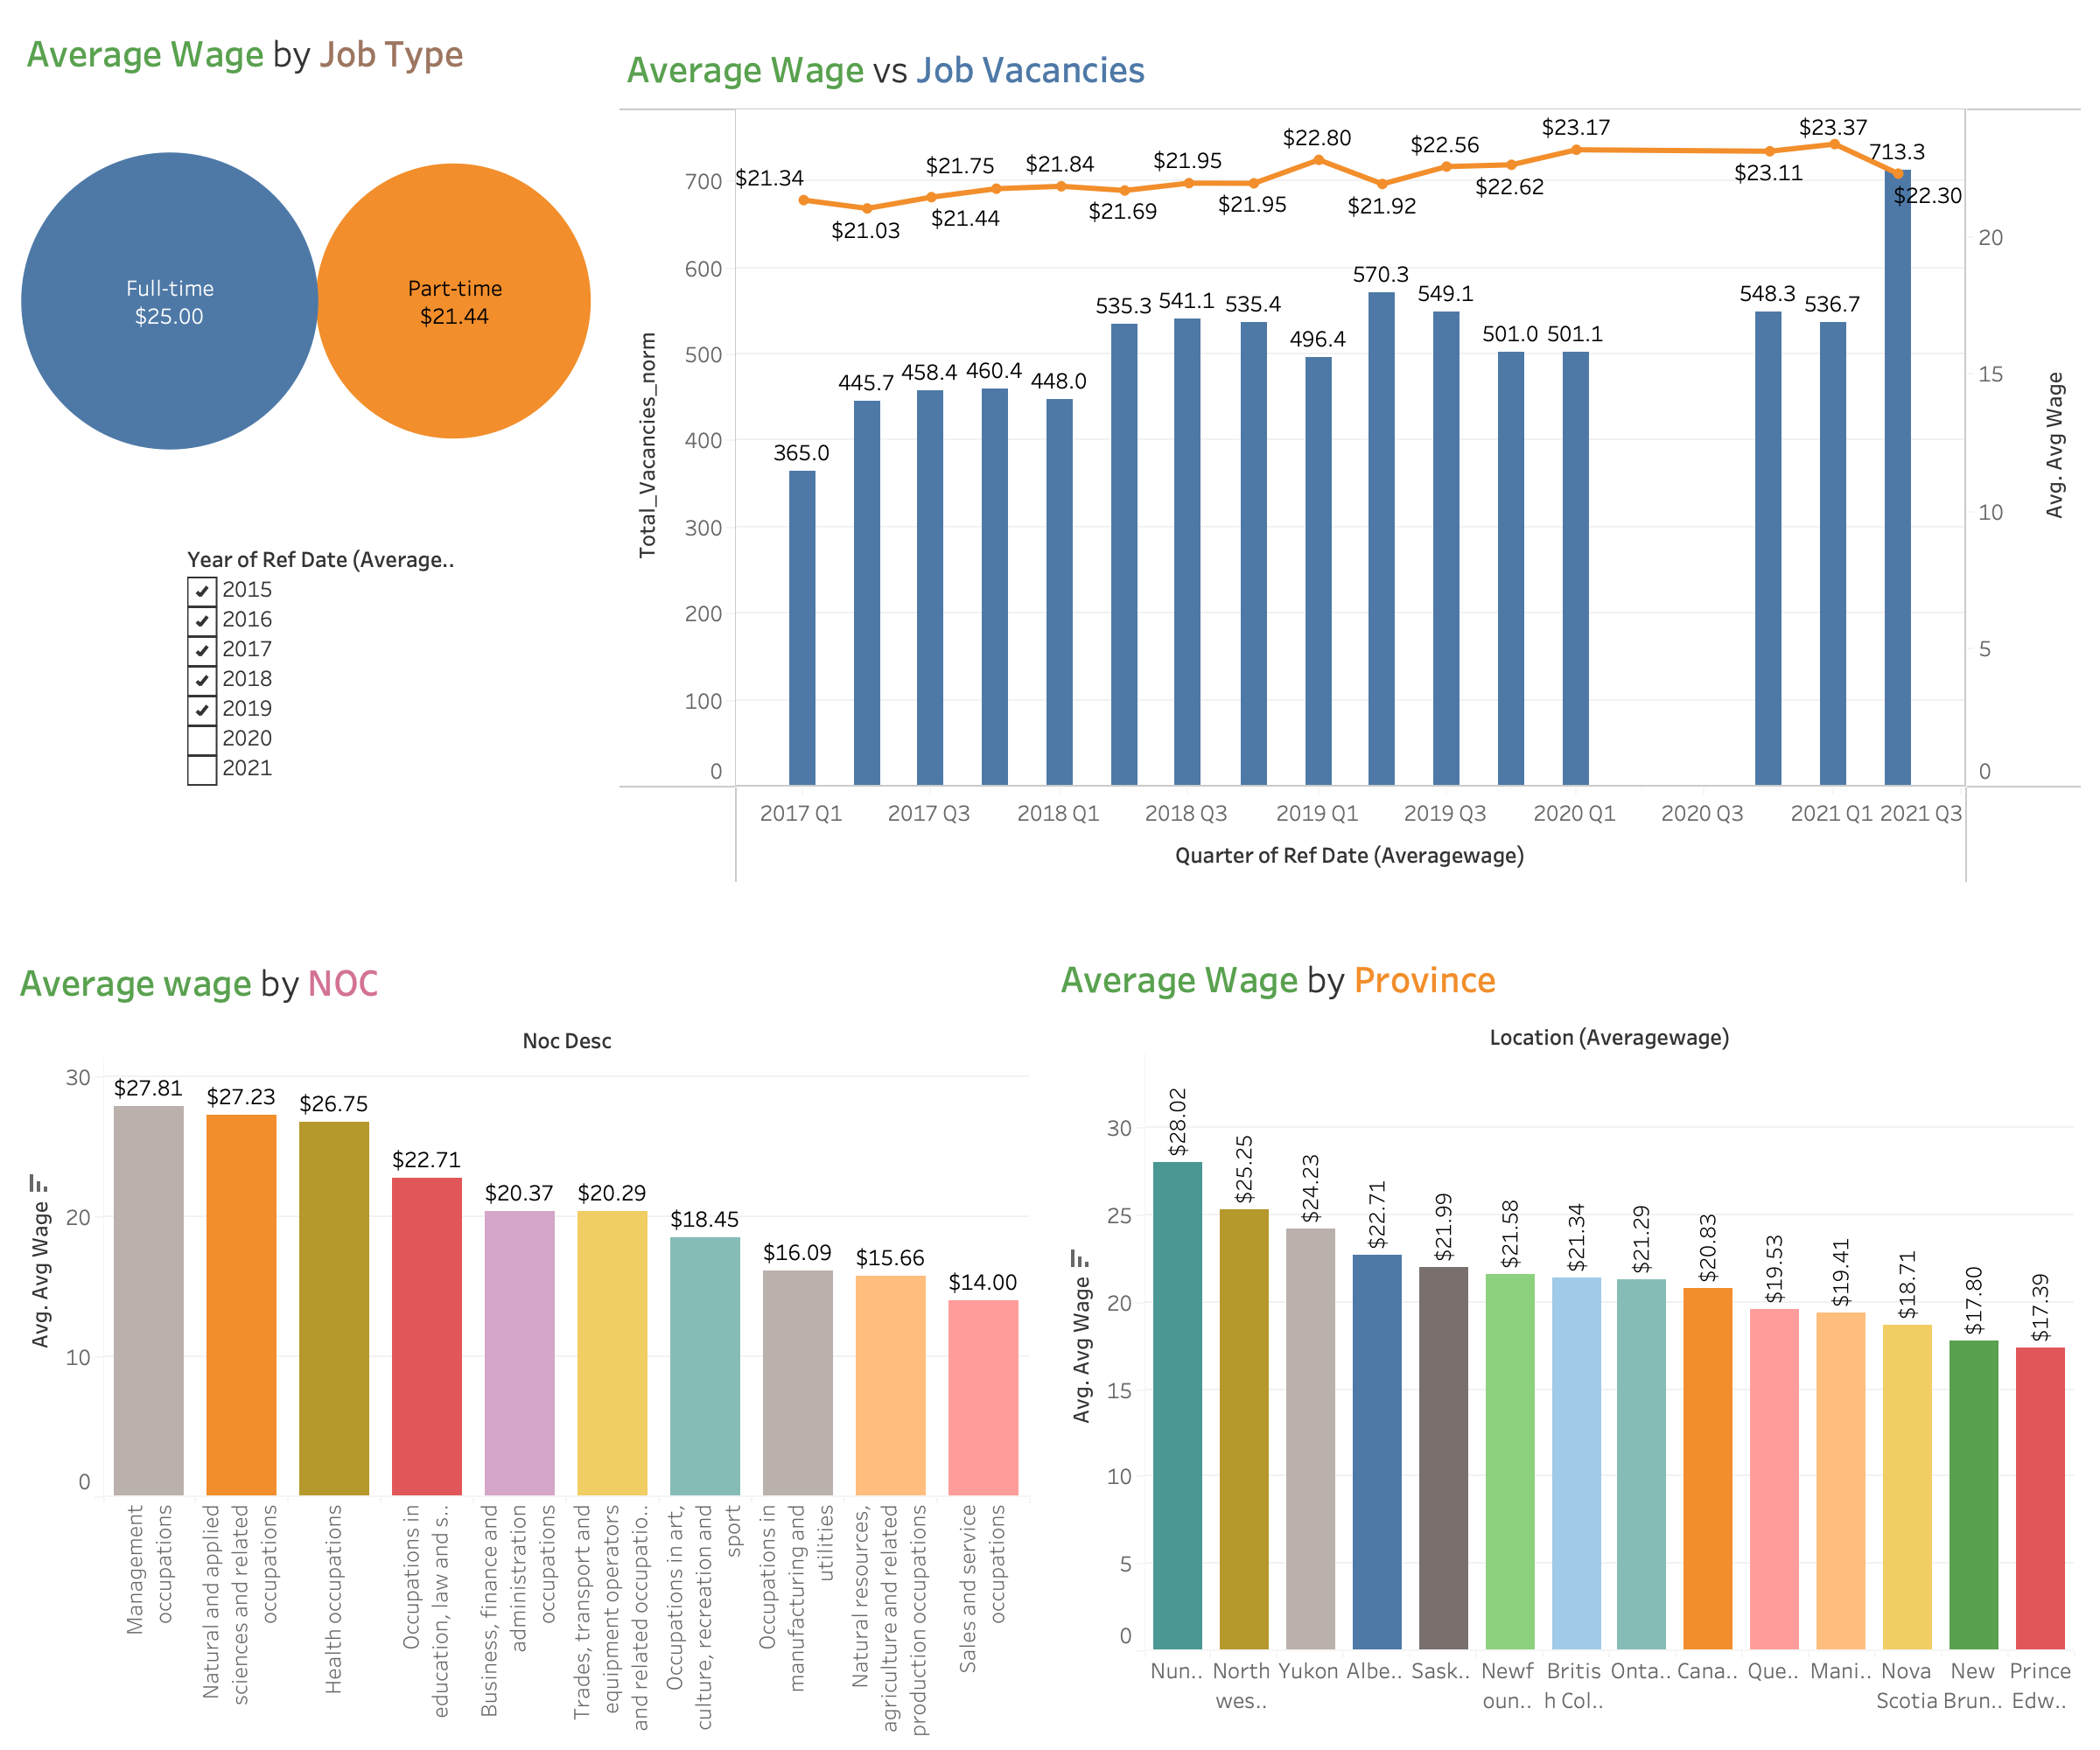 Average Wage by Job Type
Full-time
$25.00
Part-time
$21.44
Year of Ref Date (Average..
2015
2016
2017
2018
2019
2020
2021
Average Wage vs Job Vacancies
Total_Vacancies_norm
700
600
500
400
300
200
100
0
$21.34
$21.03
$21.44
$21.75
$21.84
$21.69
$21.95
$21.95
$22.80
$21.92
$22.56
$22.62
$23.17
$23.11
$23.37
$22.30
365.0
445.7
458.4
460.4
448.0
535.3
541.1
535.4
496.4
570.3
549.1
501.0
501.1
548.3
536.7
713.3
20
15
10
5
0
Avg. Avg Wage
2017 Q1
2017 Q3
2018 Q1
2018 Q3
2019 Q1
2019 Q3
2020 Q1
2020 Q3
2021 Q1
2021 Q3
Quarter of Ref Date (Averagewage)
Average wage by NOC
Noc Desc
Avg. Avg Wage
30
20
10
0
$27.81
$27.23
$26.75
$22.71
$20.37
$20.29
$18.45
$16.09
$15.66
$14.00
Management
occupations
Natural and applied
sciences and related
occupations
Health occupations
Occupations in
education, law and s..
Business, finance and
administration
occupations
Trades, transport and
equipment operators
and related occupatio..
Occupations in art,
culture, recreation and
sport
Occupations in
manufacturing and
utilities
Natural resources,
agriculture and related
production occupations
Sales and service
occupations
Average Wage by Province
Location (Averagewage)
Avg. Avg Wage
30
25
20
15
10
5
0
$28.02
$25.25
$24.23
$22.71
$21.99
$21.58
$21.34
$21.29
$20.83
$19.53
$19.41
$18.71
$17.80
$17.39
Nun..
North
wes..
Yukon
Albe..
Sask..
Newf
oun..
Britis
h Col..
Onta..
Cana..
Que..
Mani..
Nova
Scotia
New
Brun..
Prince
Edw..